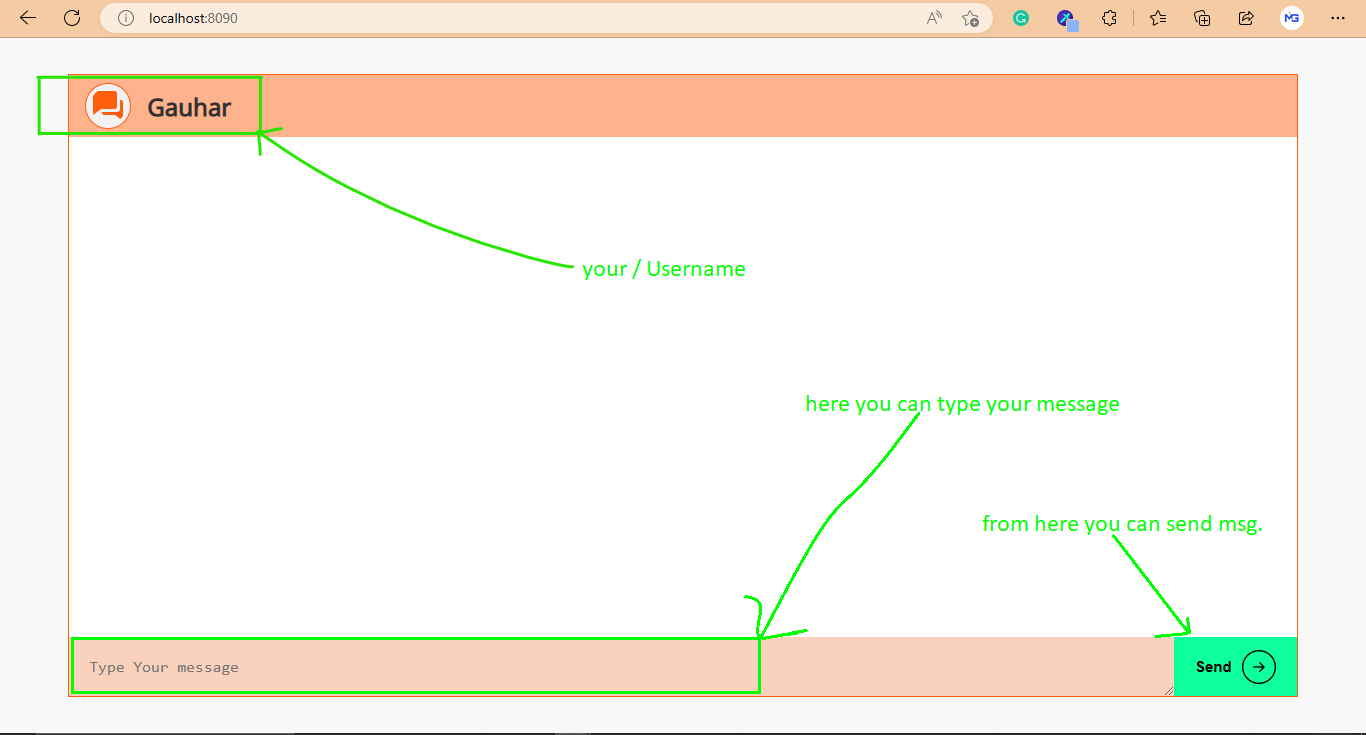 localhost:8090
MG
Gauhar
your / Username
here you can type your message
from here you can send msg.
Type Your message
Send